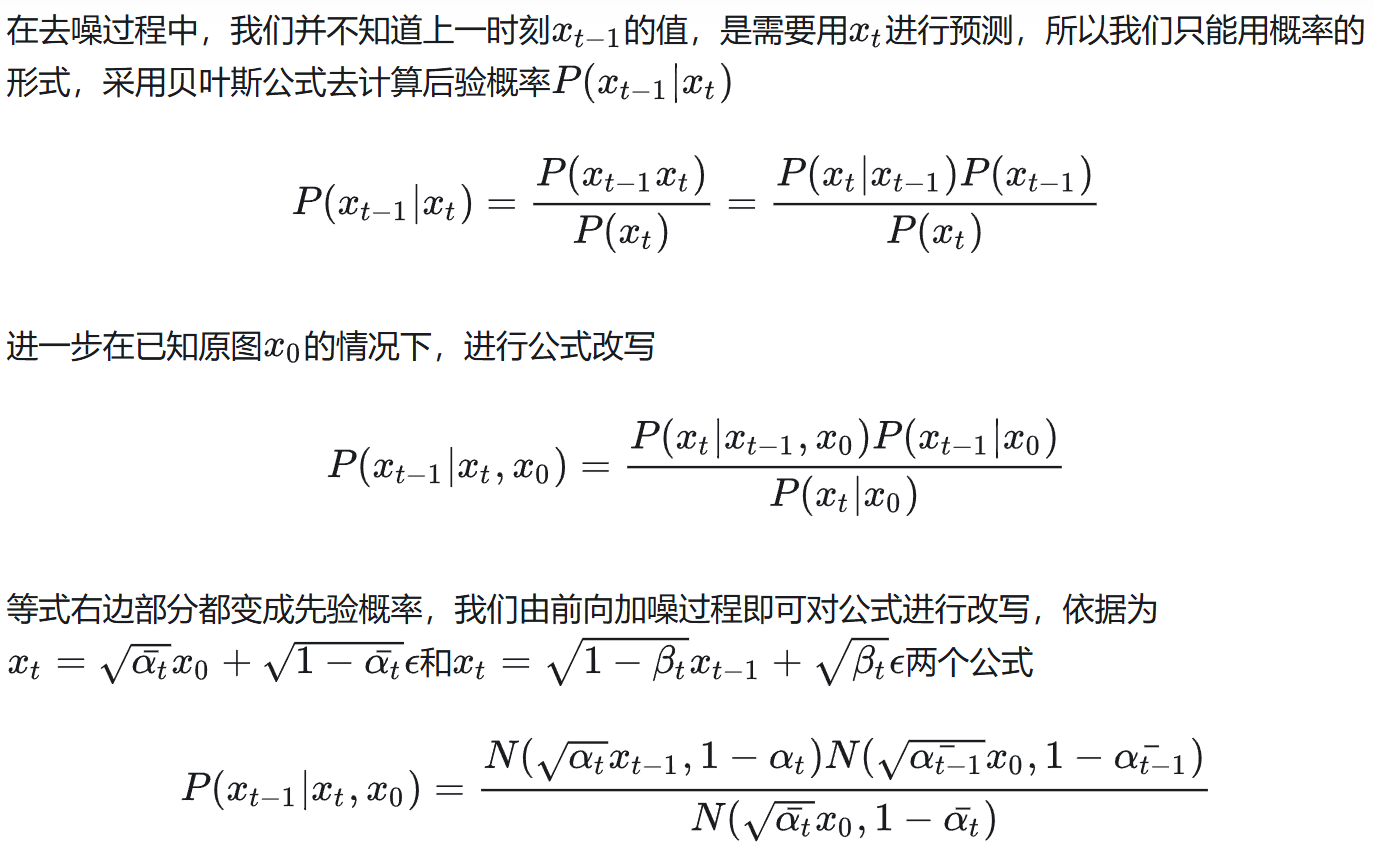 在去噪过程中，我们并不知道上一时刻$x_{t-1}$的值，是需要用$x_t$进行预测，所以我们只能用概率的
形式，采用贝叶斯公式去计算后验概率$P(x_{t-1}|x_t)$
$P(x_{t-1}|x_t) = \frac{P(x_{t-1}x_t)}{P(x_t)} = \frac{P(x_t|x_{t-1})P(x_{t-1})}{P(x_t)}$
进一步在已知原图$x_0$的情况下，进行公式改写
$P(x_{t-1}|x_t, x_0) = \frac{P(x_t|x_{t-1}, x_0)P(x_{t-1}|x_0)}{P(x_t|x_0)}$
等式右边部分都变成先验概率，我们由前向加噪过程即可对公式进行改写，依据为
$x_t = \sqrt{\bar{\alpha_t}}x_0 + \sqrt{1 - \bar{\alpha_t}}\epsilon$和$x_t = \sqrt{1 - \beta_t}x_{t-1} + \sqrt{\beta_t}\epsilon$两个公式
$P(x_{t-1}|x_t, x_0) = \frac{N(\sqrt{\alpha_t}x_{t-1}, 1 - \alpha_t)N(\sqrt{\bar{\alpha_{t-1}}}x_0, 1 - \bar{\alpha_{t-1}})}{N(\sqrt{\bar{\alpha_t}}x_0, 1 - \bar{\alpha_t})}$